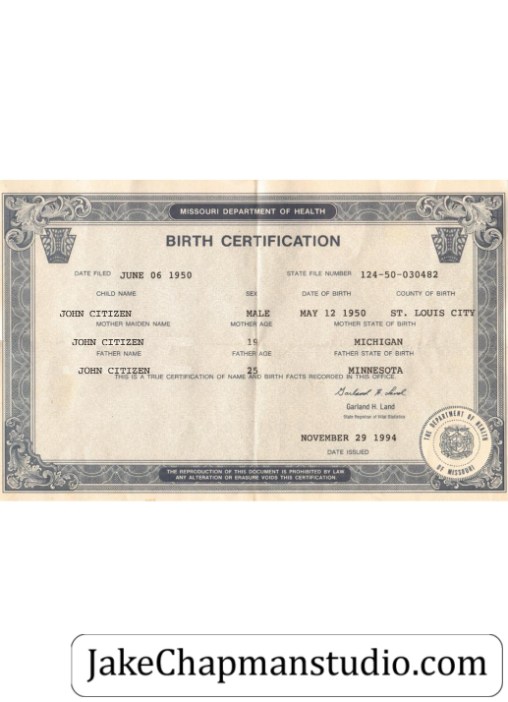 MISSOURI DEPARTMENT OF HEALTH
BIRTH CERTIFICATION
DATE FILED JUNE 06 1950 STATE FILE NUMBER 124-50-030482
CHILD NAME SEX DATE OF BIRTH COUNTY OF BIRTH
JOHN CITIZEN MALE MAY 12 1950 ST. LOUIS CITY
MOTHER MAIDEN NAME MOTHER AGE MOTHER STATE OF BIRTH
JOHN CITIZEN 19 MICHIGAN
FATHER NAME FATHER AGE FATHER STATE OF BIRTH
JOHN CITIZEN 25 MINNESOTA
THIS IS A TRUE CERTIFICATION OF NAME AND BIRTH FACTS RECORDED IN THIS OFFICE.
Garland H. Land
Garland H. Land
State Registrar of Vital Statistics
NOVEMBER 29 1994
DATE ISSUED
THE DEPARTMENT OF HEALTH
OF MISSOURI
THE REPRODUCTION OF THIS DOCUMENT IS PROHIBITED BY LAW
ANY ALTERATION OR ERASURE VOIDS THIS CERTIFICATION.
JakeChapmanstudio.com